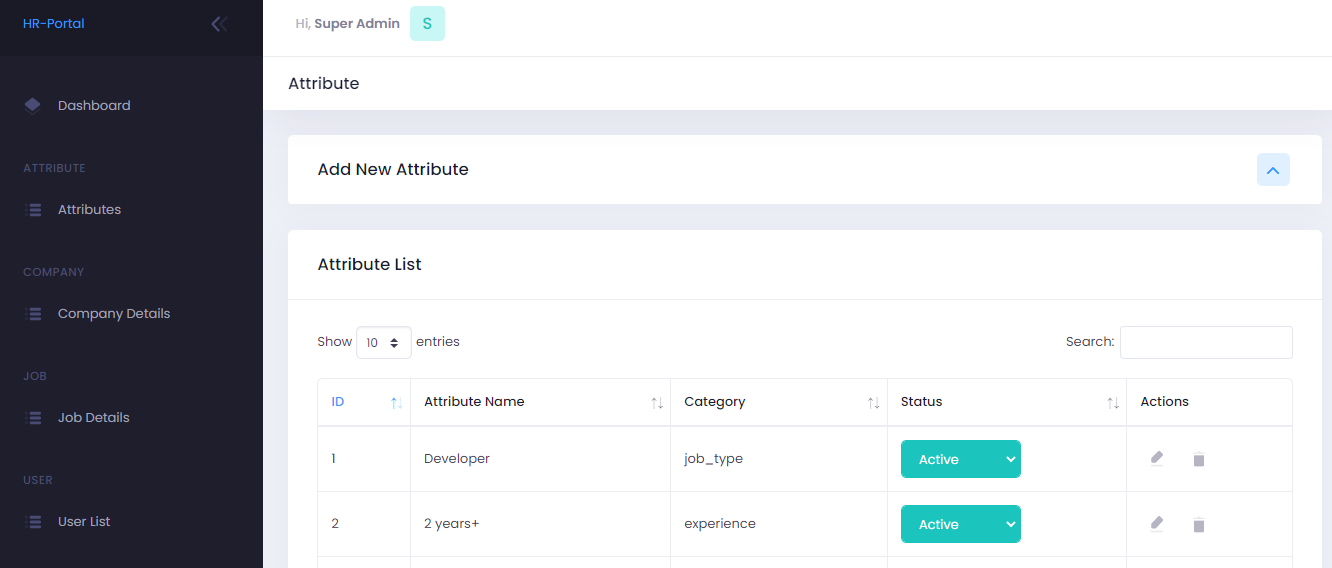 HR-Portal
Hi, Super Admin S
Attribute
Dashboard
ATTRIBUTE
Attributes
COMPANY
Company Details
JOB
Job Details
USER
User List
Add New Attribute
Attribute List
Show 10 entries
Search:
ID Attribute Name Category Status Actions
1 Developer job_type Active
2 2 years+ experience Active